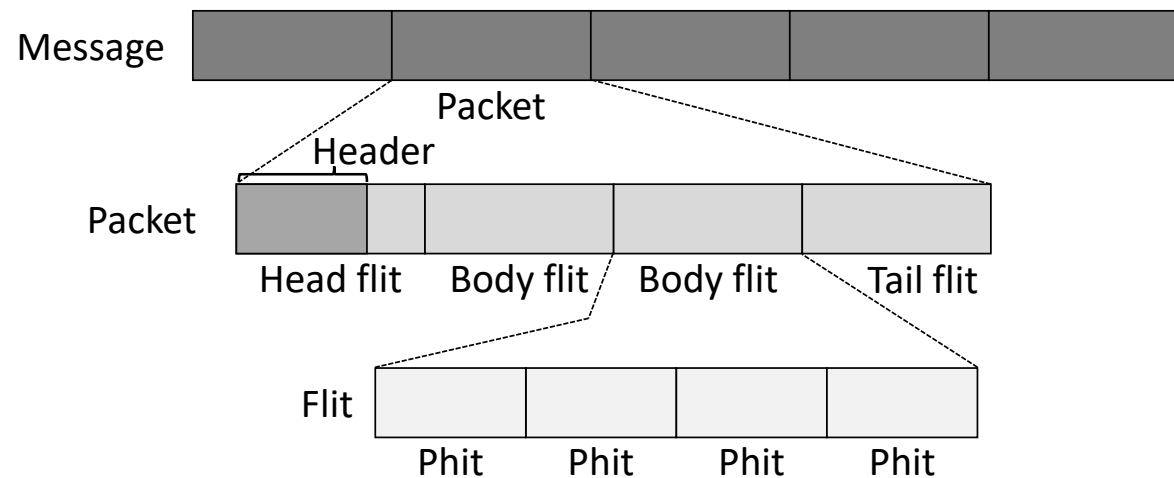 Message
Packet
Header
Packet
Head flit Body flit Body flit Tail flit
Flit
Phit Phit Phit Phit